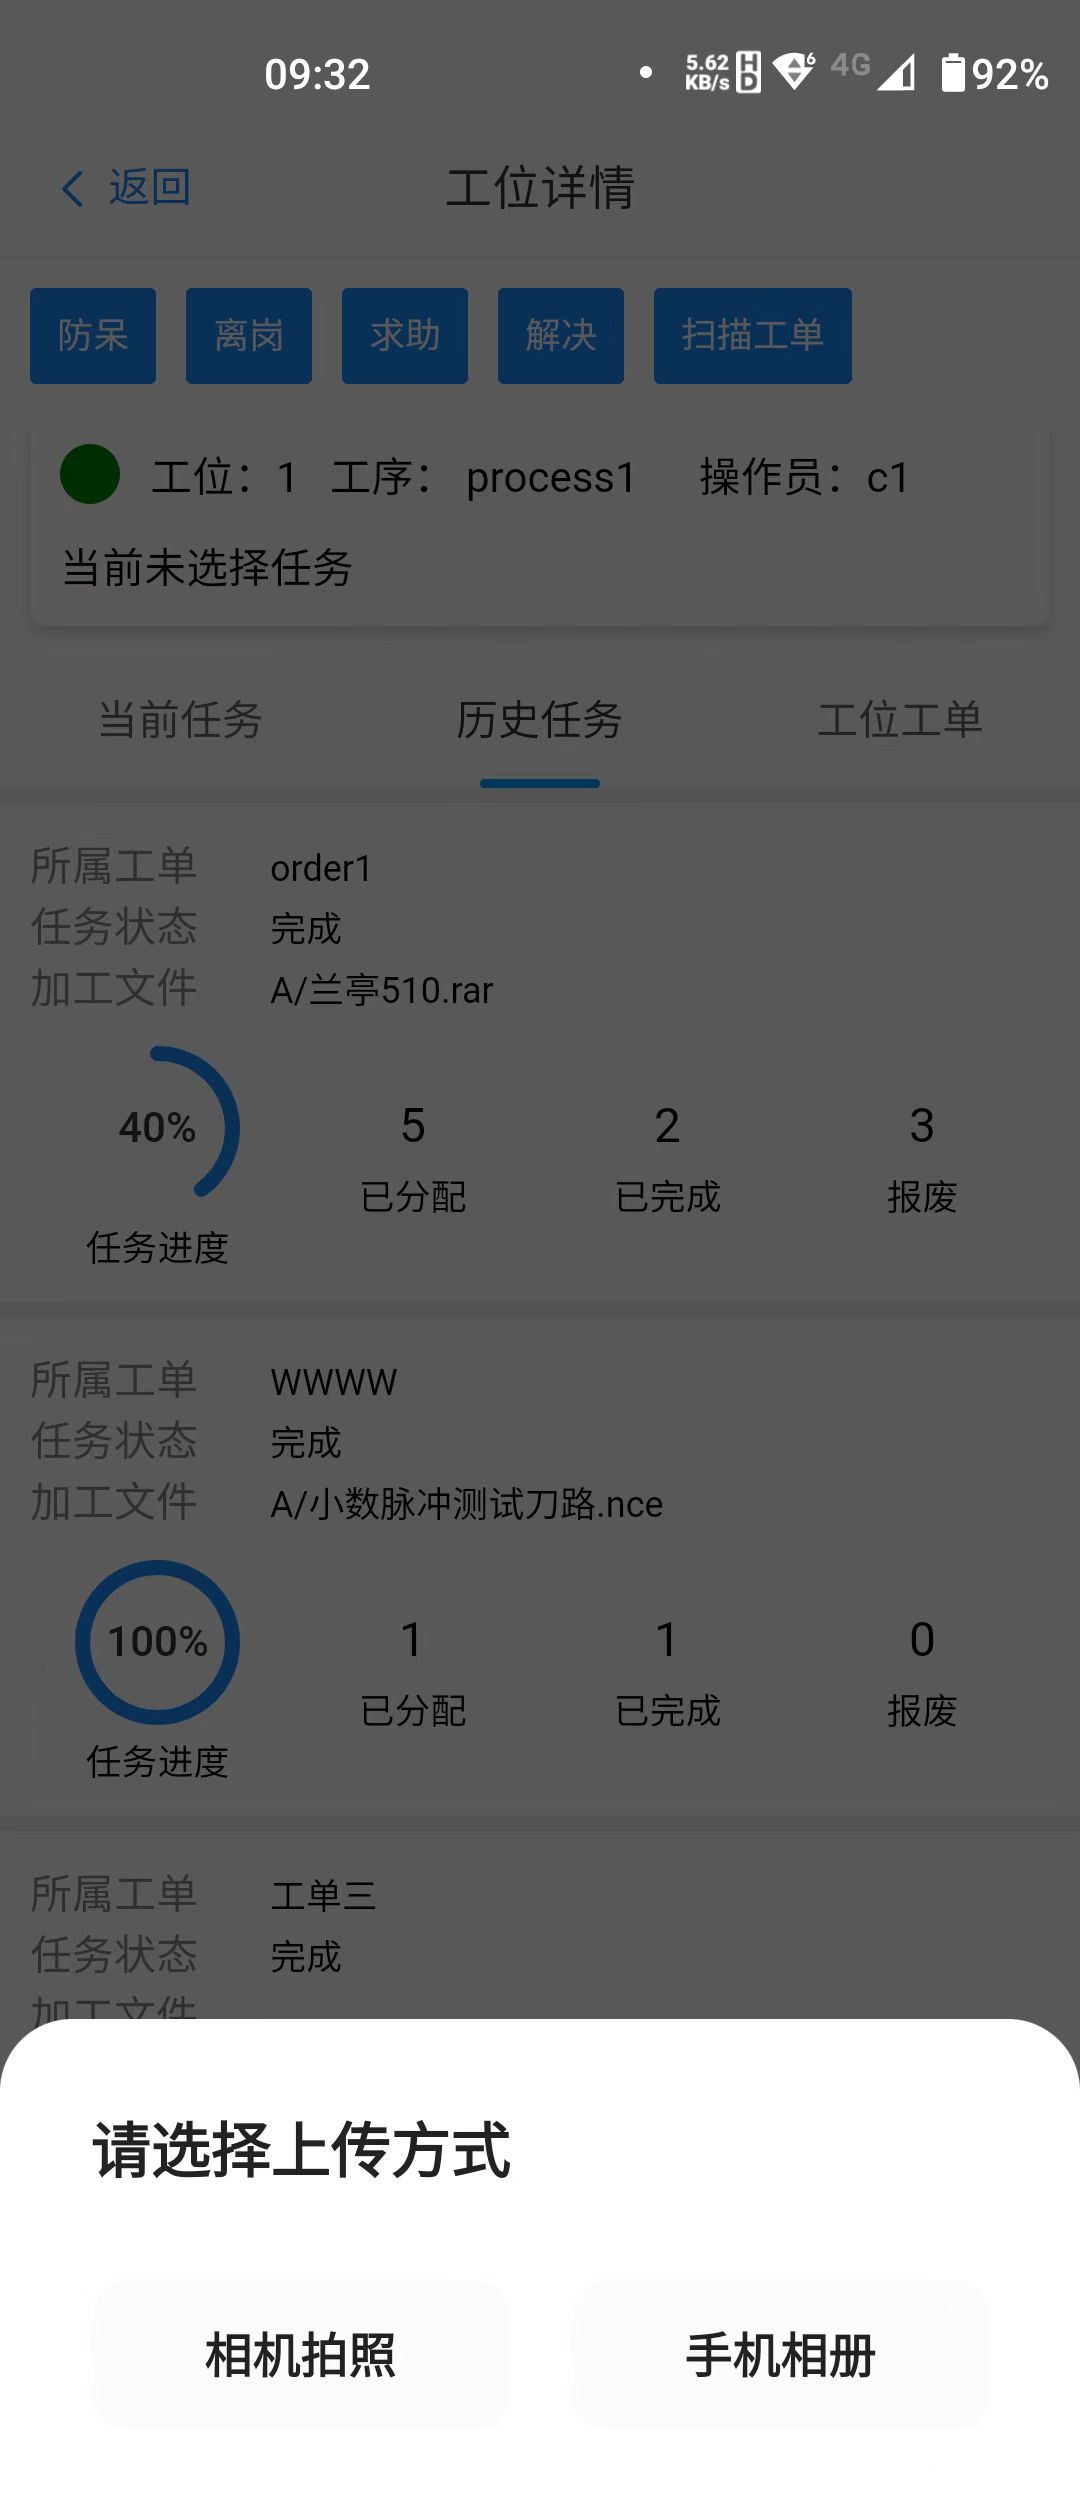 09:32 5.62 KB/s HD 6 4G 92%
返回 工位详情
防呆 离岗 求助 解决 扫描工单
工位：1 工序： process1 操作员：c1
当前未选择任务
当前任务 历史任务 工位工单
所属工单 order1
任务状态 完成
加工文件 A/兰亭510.rar
40% 5 2 3
已分配 已完成 报废
任务进度
所属工单 WWWW
任务状态 完成
加工文件 A/小数脉冲测试刀路.nce
100% 1 1 0
已分配 已完成 报废
任务进度
所属工单 工单三
任务状态 完成
加工文件
请选择上传方式
相机拍照 手机相册